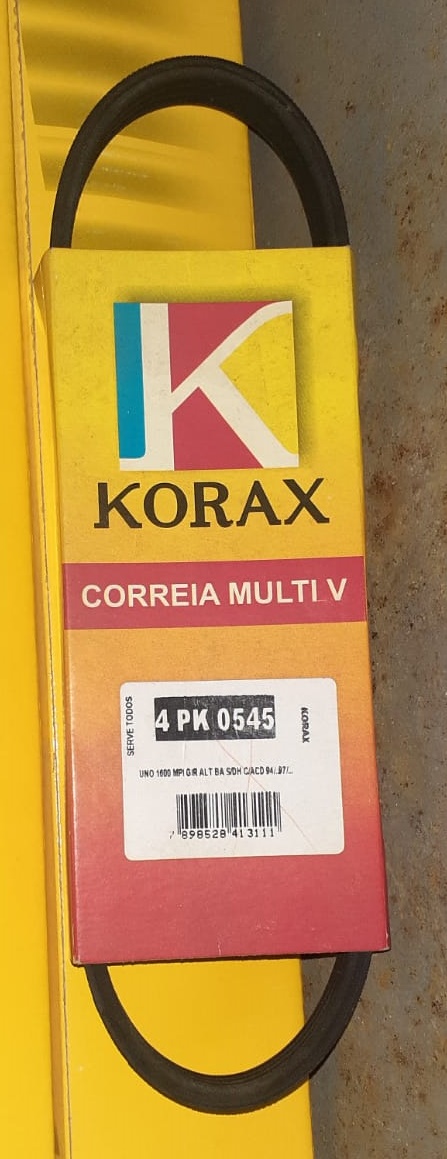 K
KORAX
CORREIA MULTI V
SERVE TODOS
4 PK 0545
KORAX
UNO 1600 MPI GIR ALT BA S/DH C/ACD 94/..97/...
7 898528 413111